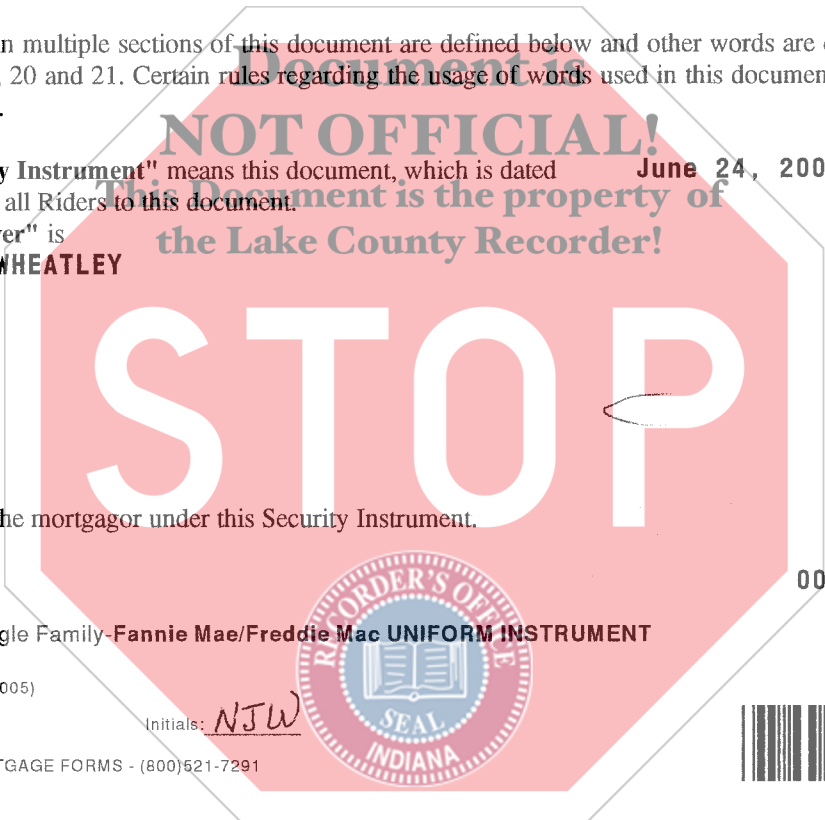 n multiple sections of this document are defined below and other words are
, 20 and 21. Certain rules regarding the usage of words used in this documen
.
Document is
NOT OFFICIAL!
This Document is the property of
the Lake County Recorder!
y Instrument" means this document, which is dated June 24, 200
all Riders to this document.
er" is
WHEATLEY
STOP
he mortgagor under this Security Instrument.
00
gle Family-Fannie Mae/Freddie Mac UNIFORM INSTRUMENT
005)
Initials: NJW
TGAGE FORMS - (800)521-7291
RECORDER'S OFFICE
SEAL
INDIANA